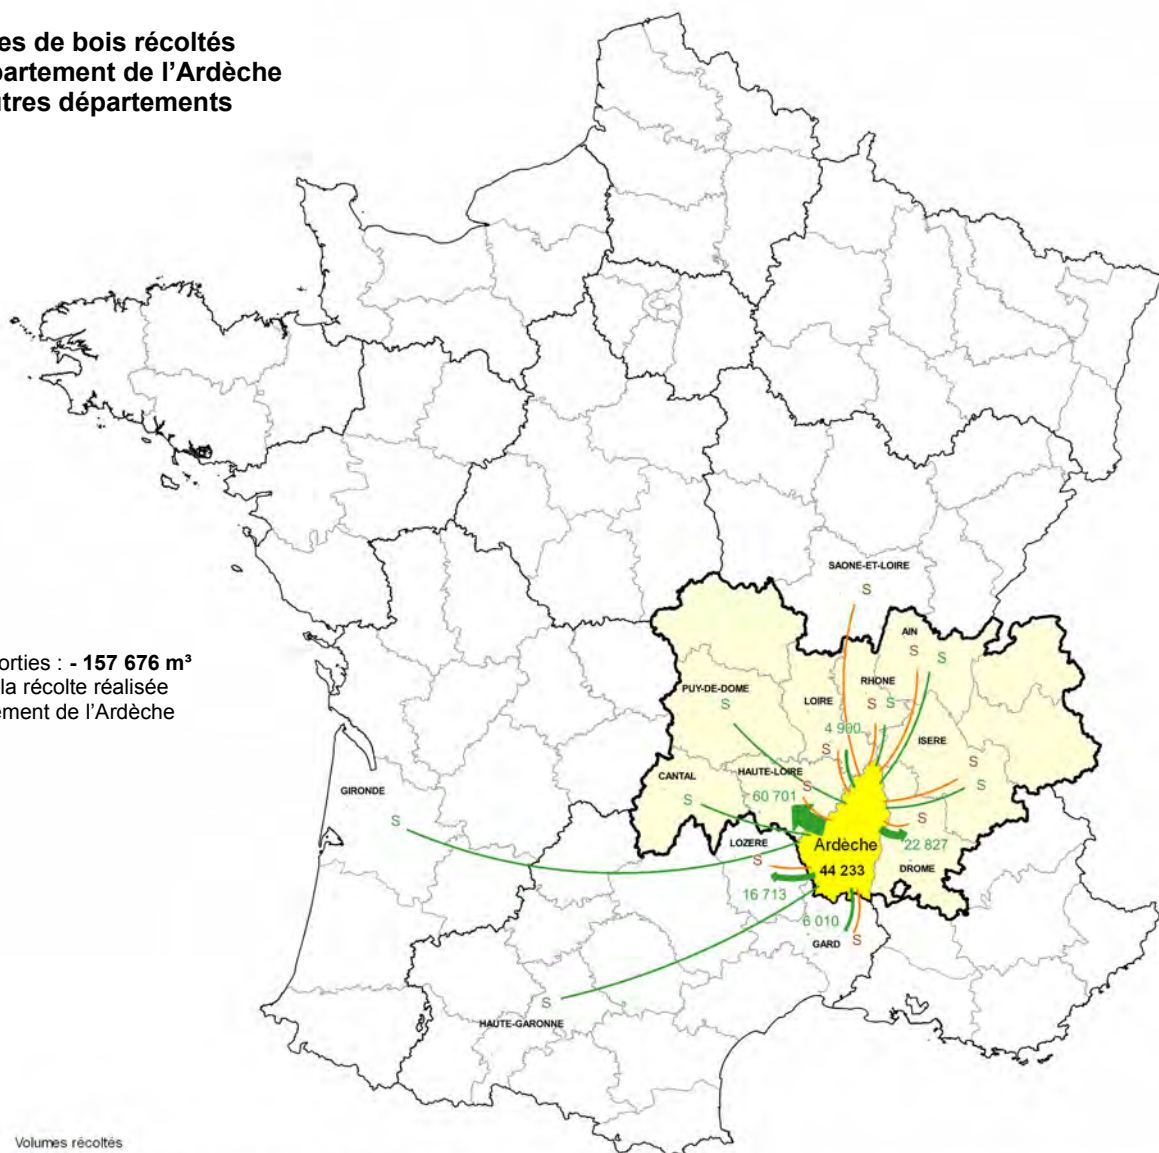 es de bois récoltés
partement de l'Ardèche
utres départements
SAONE-ET-LOIRE
S
AIN
S S
RHONE
S S
PUY-DE-DOME
S
LOIRE
4 900
S
ISERE
S
S
orties : - 157 676 m³
la récolte réalisée
ement de l'Ardèche
GIRONDE
S
CANTAL
S
HAUTE-LOIRE
S
60 701
S
22 827
DROME
Ardèche
44 233
LOZERE
S
16 713
6 010
GARD
S
S
HAUTE-GARONNE
Volumes récoltés